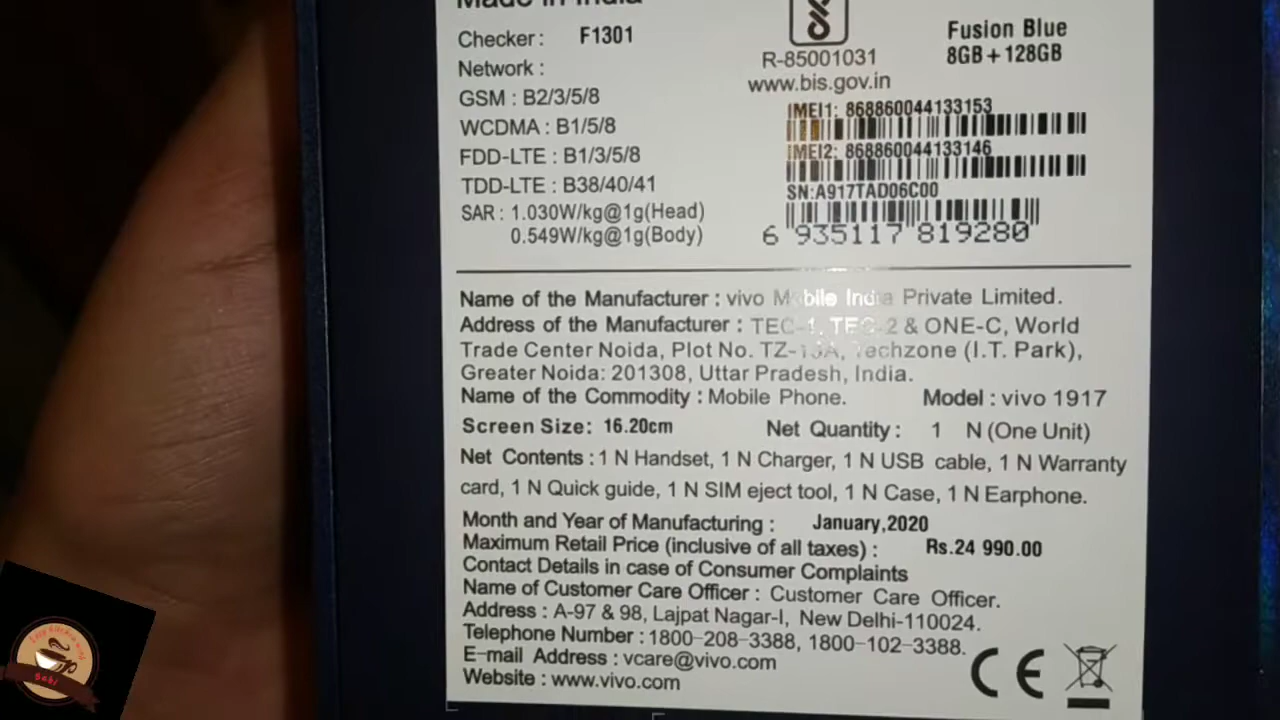 Made in India
Checker : F1301
Network :
GSM : B2/3/5/8
WCDMA : B1/5/8
FDD-LTE : B1/3/5/8
TDD-LTE : B38/40/41
SAR : 1.030W/kg@1g(Head)
0.549W/kg@1g(Body)
R-85001031
www.bis.gov.in
Fusion Blue
8GB+128GB
IMEI1: 868860044133153
IMEI2: 868860044133146
SN:A917TAD06C00
6 935117 819280
Name of the Manufacturer : vivo Mobile India Private Limited.
Address of the Manufacturer : TEC-1, TEC-2 & ONE-C, World
Trade Center Noida, Plot No. TZ-13A, Techzone (I.T. Park),
Greater Noida: 201308, Uttar Pradesh, India.
Name of the Commodity : Mobile Phone. Model : vivo 1917
Screen Size: 16.20cm Net Quantity : 1 N (One Unit)
Net Contents : 1 N Handset, 1 N Charger, 1 N USB cable, 1 N Warranty
card, 1 N Quick guide, 1 N SIM eject tool, 1 N Case, 1 N Earphone.
Month and Year of Manufacturing : January,2020
Maximum Retail Price (inclusive of all taxes) : Rs.24 990.00
Contact Details in case of Consumer Complaints
Name of Customer Care Officer : Customer Care Officer.
Address : A-97 & 98, Lajpat Nagar-I, New Delhi-110024.
Telephone Number : 1800-208-3388, 1800-102-3388.
E-mail Address : vcare@vivo.com
Website : www.vivo.com
CE